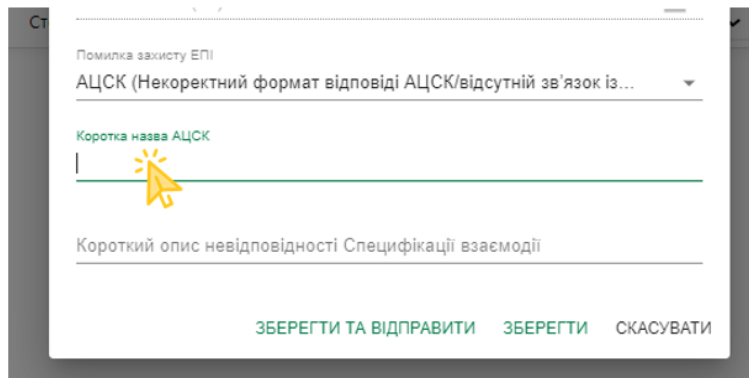 Ст
Помилка захисту ЕПІ
АЦСК (Некоректний формат відповіді АЦСК/відсутній зв'язок із...
Коротка назва АЦСК
Короткий опис невідповідності Специфікації взаємодії
ЗБЕРЕГТИ ТА ВІДПРАВИТИ ЗБЕРЕГТИ СКАСУВАТИ